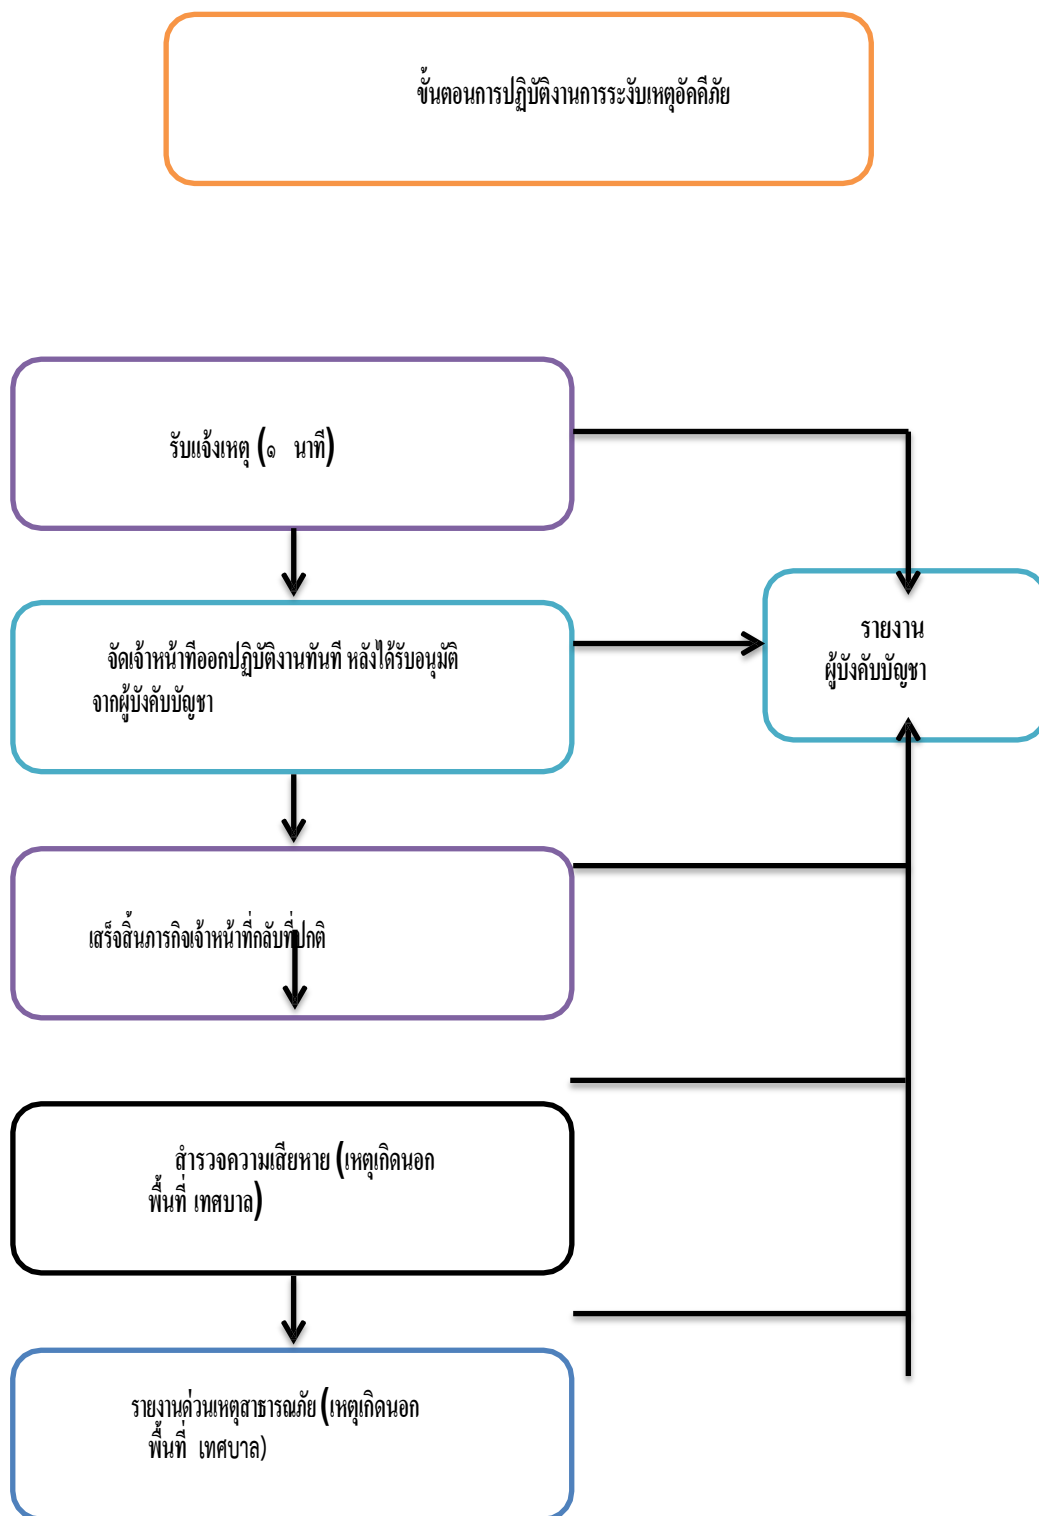 ขั้นตอนการปฏิบัติงานการระงับเหตุอัคคีภัย
รับแจ้งเหตุ (๑ นาที)
จัดเจ้าหน้าที่ออกปฏิบัติงานทันที หลังได้รับอนุมัติ
จากผู้บังคับบัญชา
รายงาน
ผู้บังคับบัญชา
เสร็จสิ้นภารกิจเจ้าหน้าที่กลับที่ปกติ
สำรวจความเสียหาย (เหตุเกิดนอก
พื้นที่ เทศบาล)
รายงานด่วนเหตุสาธารณภัย (เหตุเกิดนอก
พื้นที่ เทศบาล)